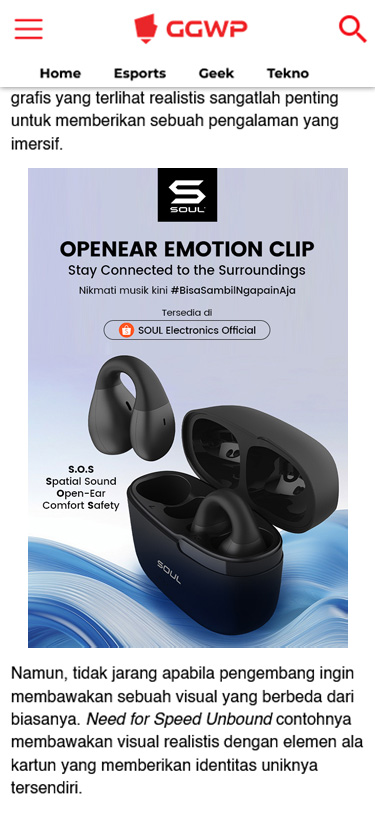 GGWP
Home Esports Geek Tekno
grafis yang terlihat realistis sangatlah penting
untuk memberikan sebuah pengalaman yang
imersif.
S
SOUL
OPENEAR EMOTION CLIP
Stay Connected to the Surroundings
Nikmati musik kini #BisaSambilNgapainAja
Tersedia di
SOUL Electronics Official
S.O.S
Spatial Sound
Open-Ear
Comfort Safety
SOUL
Namun, tidak jarang apabila pengembang ingin
membawakan sebuah visual yang berbeda dari
biasanya. Need for Speed Unbound contohnya
membawakan visual realistis dengan elemen ala
kartun yang memberikan identitas uniknya
tersendiri.